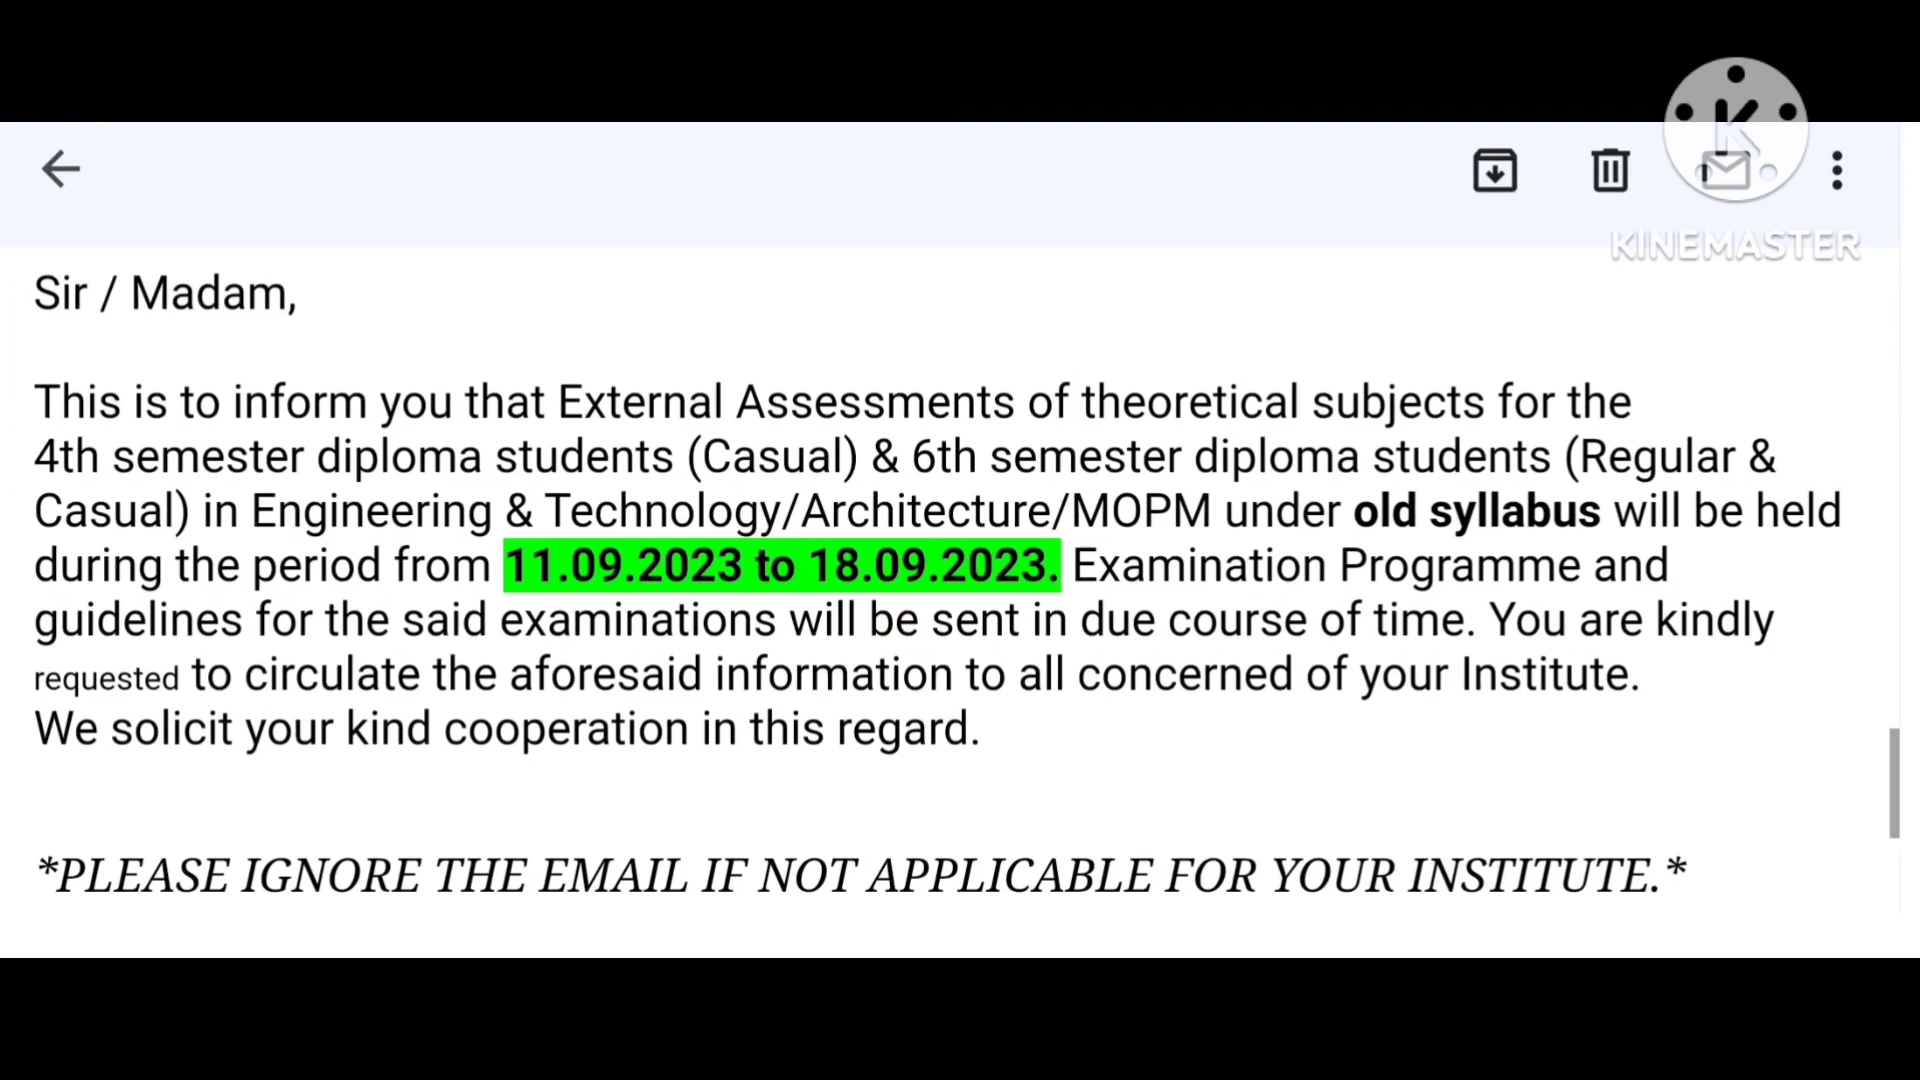 K
KINEMASTER
Sir / Madam,
This is to inform you that External Assessments of theoretical subjects for the
4th semester diploma students (Casual) & 6th semester diploma students (Regular &
Casual) in Engineering & Technology/Architecture/MOPM under old syllabus will be held
during the period from 11.09.2023 to 18.09.2023. Examination Programme and
guidelines for the said examinations will be sent in due course of time. You are kindly
requested to circulate the aforesaid information to all concerned of your Institute.
We solicit your kind cooperation in this regard.
*PLEASE IGNORE THE EMAIL IF NOT APPLICABLE FOR YOUR INSTITUTE.*